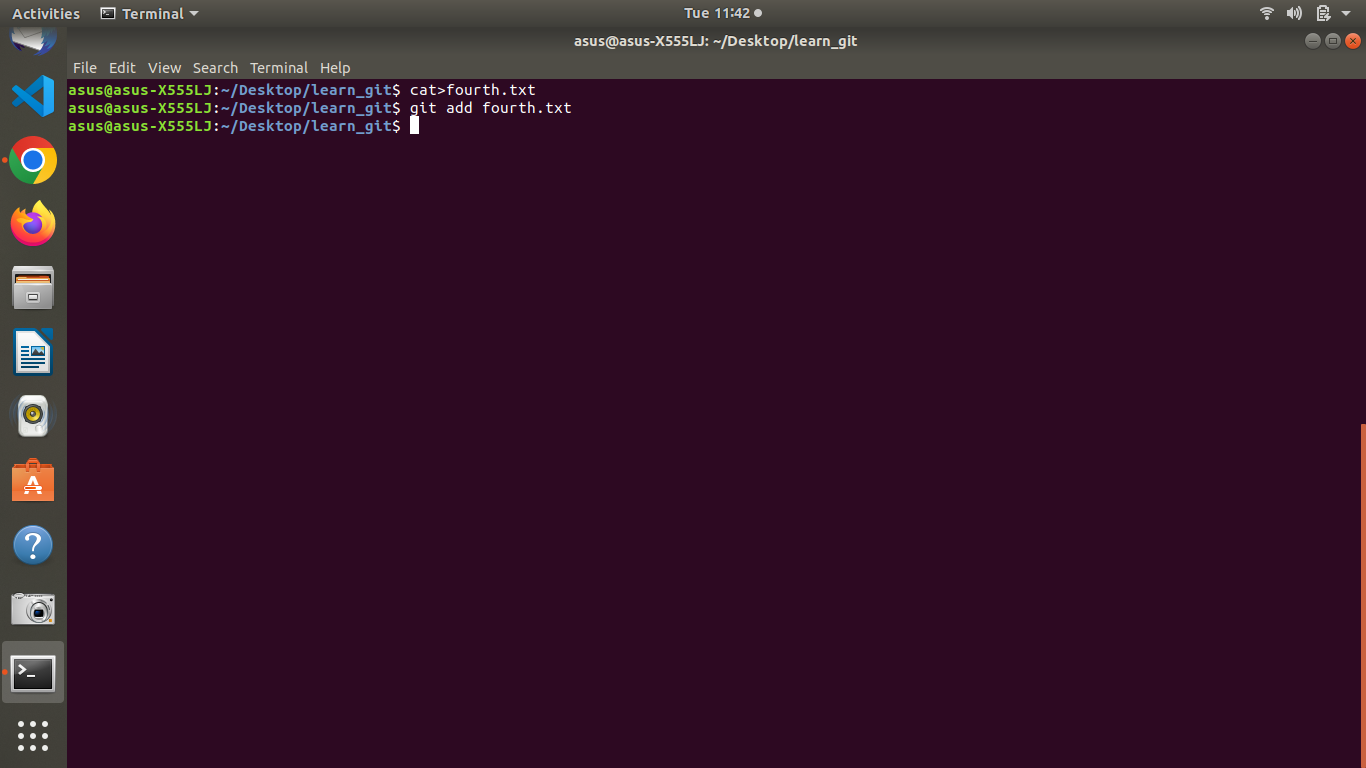 Activities Terminal Tue 11:42
asus@asus-X555LJ: ~/Desktop/learn_git
File Edit View Search Terminal Help
asus@asus-X555LJ:~/Desktop/learn_git$ cat>fourth.txt
asus@asus-X555LJ:~/Desktop/learn_git$ git add fourth.txt
asus@asus-X555LJ:~/Desktop/learn_git$